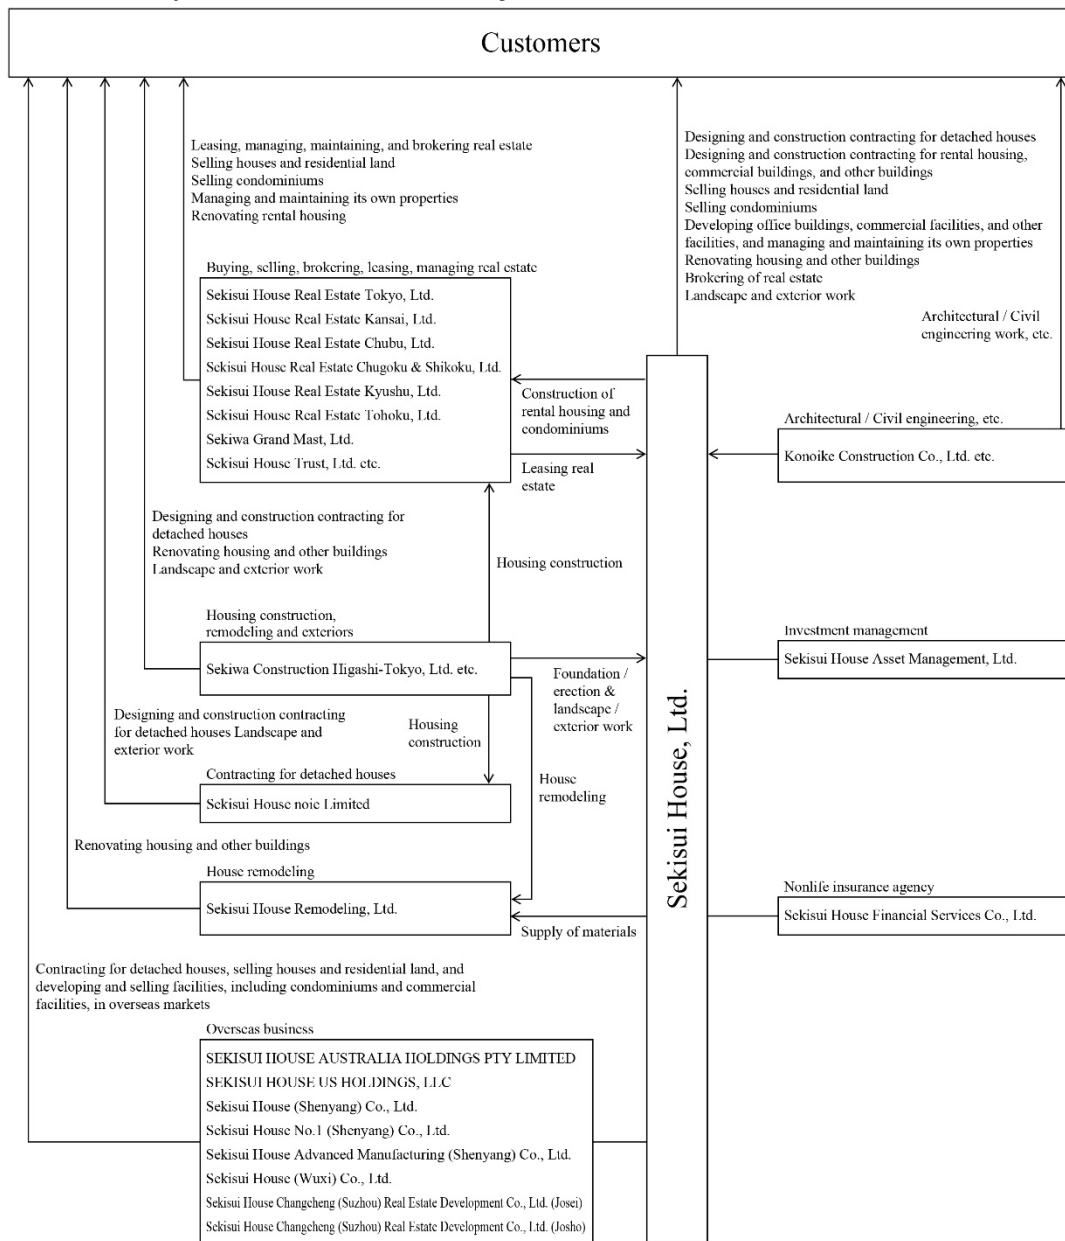 Customers
Leasing, managing, maintaining, and brokering real estate
Selling houses and residential land
Selling condominiums
Managing and maintaining its own properties
Renovating rental housing
Designing and construction contracting for detached houses
Designing and construction contracting for rental housing,
commercial buildings, and other buildings
Selling houses and residential land
Selling condominiums
Developing office buildings, commercial facilities, and other
facilities, and managing and maintaining its own properties
Renovating housing and other buildings
Brokering of real estate
Landscape and exterior work
Architectural / Civil
engineering work, etc.
Buying, selling, brokering, leasing, managing real estate
Sekisui House Real Estate Tokyo, Ltd.
Sekisui House Real Estate Kansai, Ltd.
Sekisui House Real Estate Chubu, Ltd.
Sekisui House Real Estate Chugoku & Shikoku, Ltd.
Sekisui House Real Estate Kyushu, Ltd.
Sekisui House Real Estate Tohoku, Ltd.
Sekiwa Grand Mast, Ltd.
Sekisui House Trust, Ltd. etc.
Construction of
rental housing and
condominiums
Leasing real
estate
Architectural / Civil engineering, etc.
Konoike Construction Co., Ltd. etc.
Designing and construction contracting for
detached houses
Renovating housing and other buildings
Landscape and exterior work
Housing construction
Housing construction,
remodeling and exteriors
Sekiwa Construction Higashi-Tokyo, Ltd. etc.
Foundation /
erection &
landscape /
exterior work
Investment management
Sekisui House Asset Management, Ltd.
Sekisui House, Ltd.
Designing and construction contracting
for detached houses Landscape and
exterior work
Housing
construction
Contracting for detached houses
Sekisui House noie Limited
House
remodeling
Renovating housing and other buildings
House remodeling
Sekisui House Remodeling, Ltd.
Supply of materials
Nonlife insurance agency
Sekisui House Financial Services Co., Ltd.
Contracting for detached houses, selling houses and residential land, and
developing and selling facilities, including condominiums and commercial
facilities, in overseas markets
Overseas business
SEKISUI HOUSE AUSTRALIA HOLDINGS PTY LIMITED
SEKISUI HOUSE US HOLDINGS, LLC
Sekisui House (Shenyang) Co., Ltd.
Sekisui House No.1 (Shenyang) Co., Ltd.
Sekisui House Advanced Manufacturing (Shenyang) Co., Ltd.
Sekisui House (Wuxi) Co., Ltd.
Sekisui House Changcheng (Suzhou) Real Estate Development Co., Ltd. (Josei)
Sekisui House Changcheng (Suzhou) Real Estate Development Co., Ltd. (Josho)